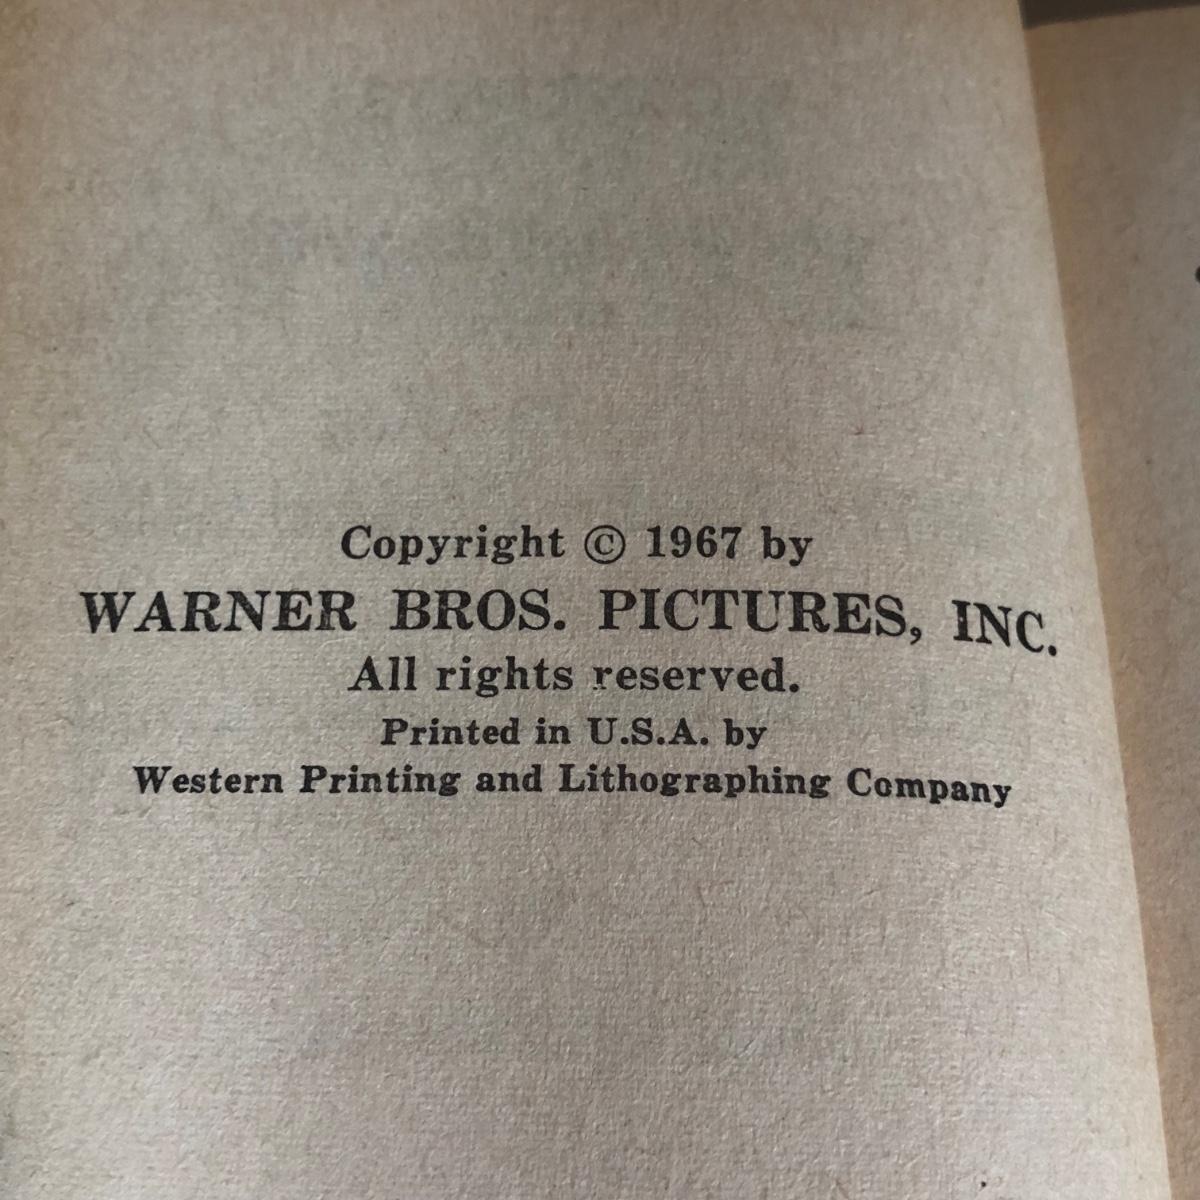 Copyright © 1967 by
WARNER BROS. PICTURES, INC.
All rights reserved.
Printed in U.S.A. by
Western Printing and Lithographing Company